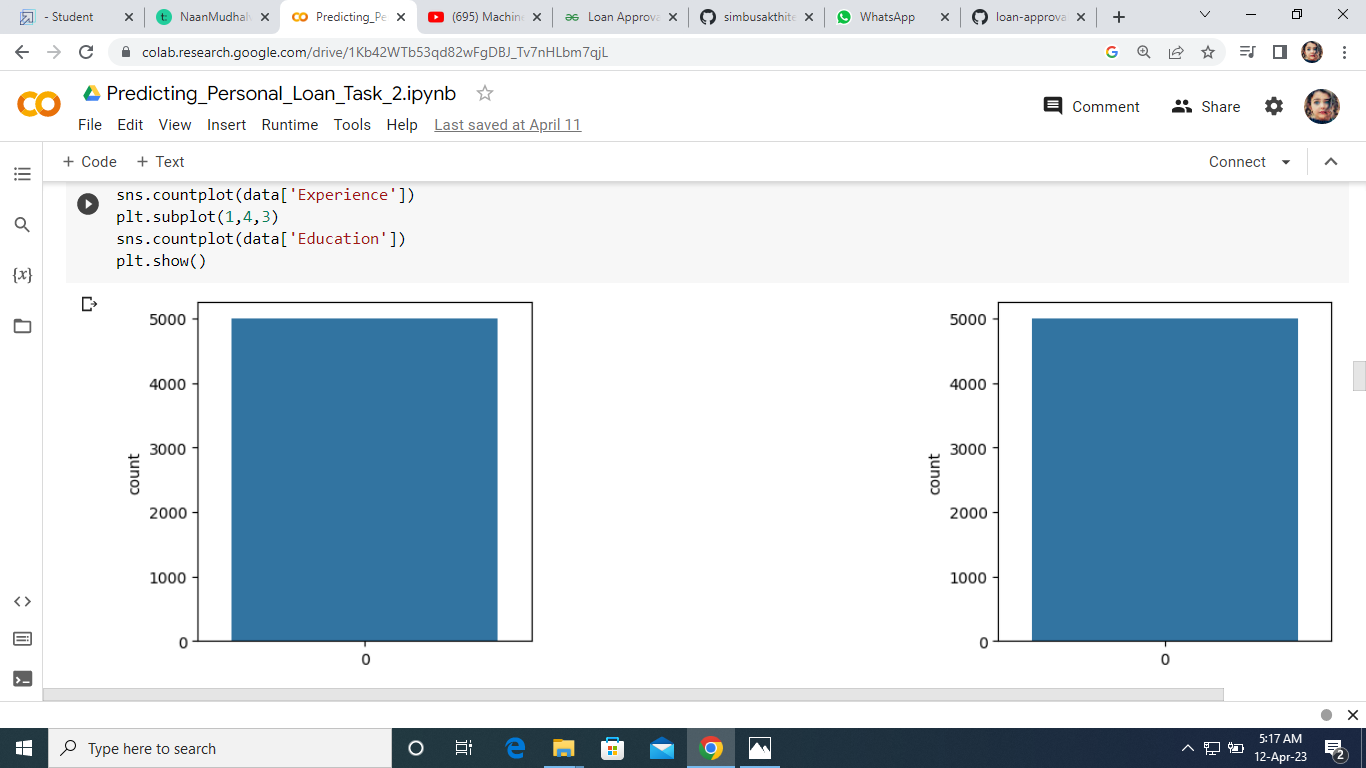 - Student
NaanMudhal
Predicting_Pe
(695) Machine
Loan Approva
simbusakthite
WhatsApp
loan-approva
colab.research.google.com/drive/1Kb42WTb53qd82wFgDBJ_Tv7nHLbm7qjL
Predicting_Personal_Loan_Task_2.ipynb
Comment
Share
File Edit View Insert Runtime Tools Help Last saved at April 11
+ Code + Text
Connect
sns.countplot(data['Experience'])
plt.subplot(1,4,3)
sns.countplot(data['Education'])
plt.show()
{x}
5000
4000
3000
2000
1000
0
count
0
5000
4000
3000
2000
1000
0
count
0
Type here to search
5:17 AM
12-Apr-23
2